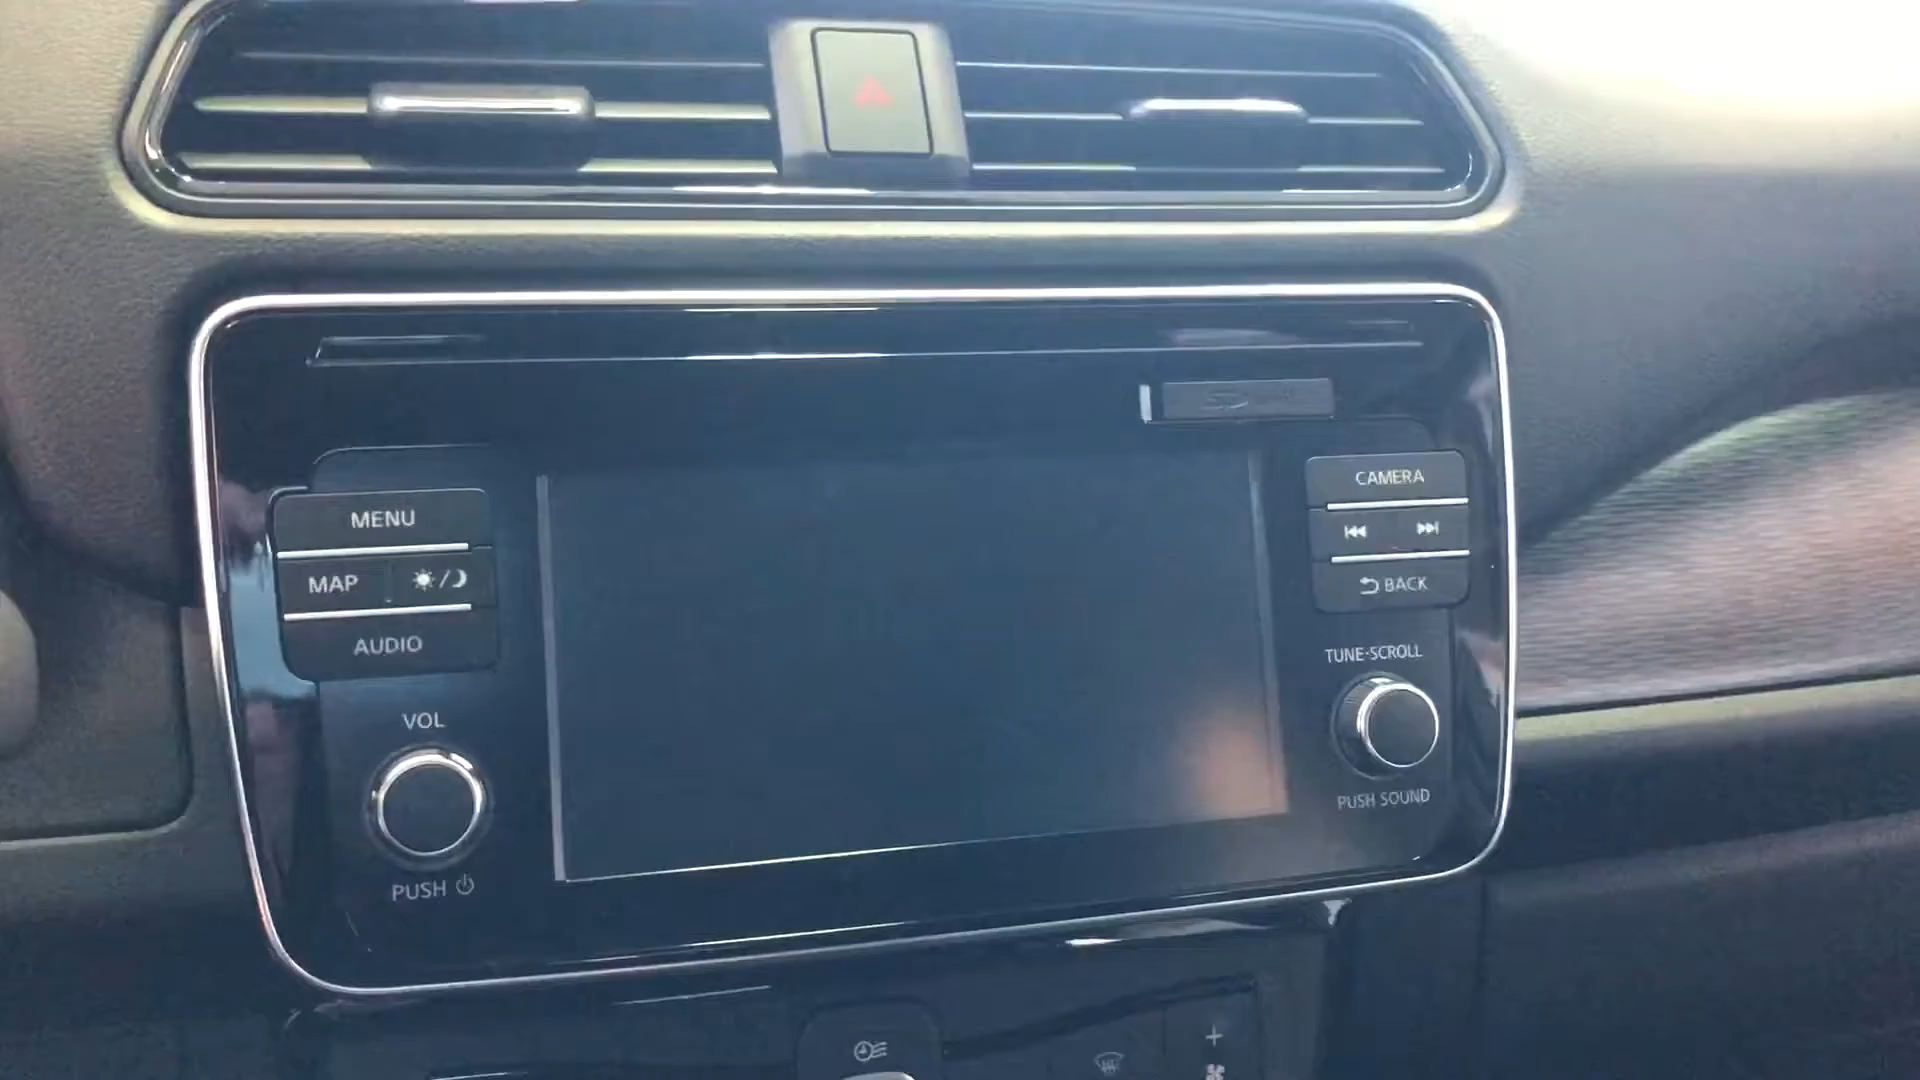 MENU
MAP
AUDIO
VOL
PUSH
CAMERA
BACK
TUNE·SCROLL
PUSH SOUND